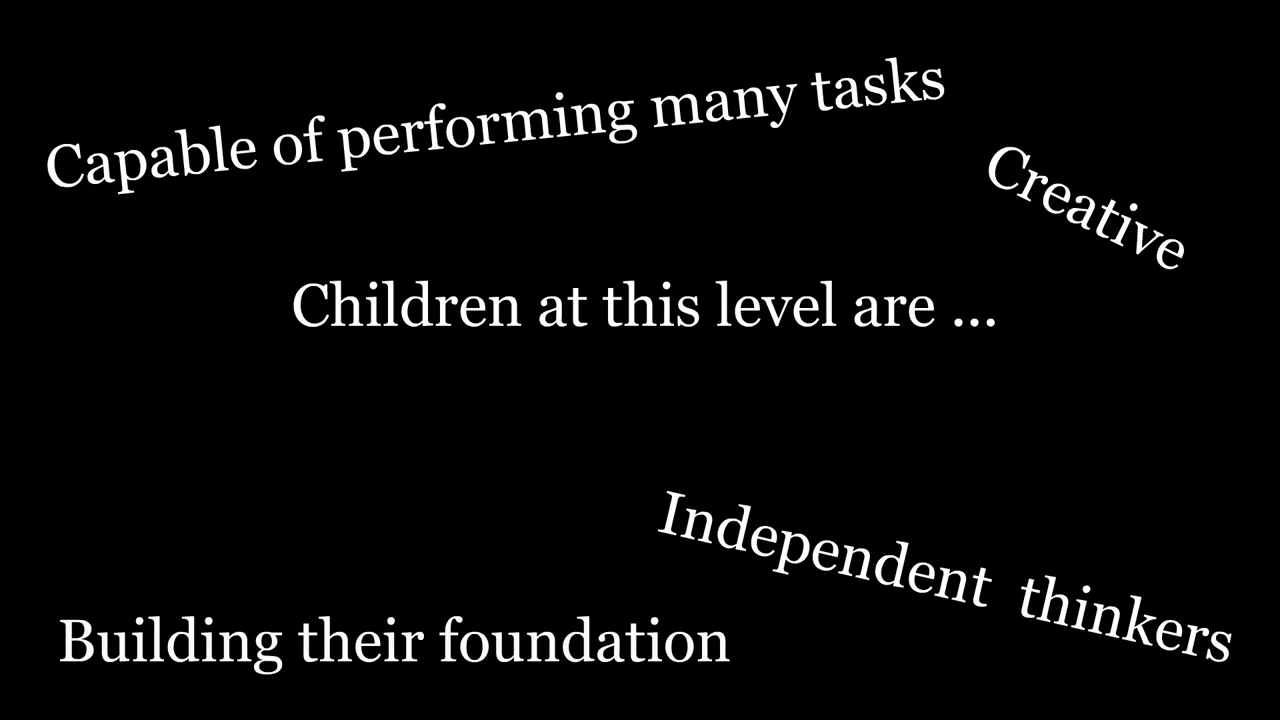 Capable of performing many tasks
Creative
Children at this level are ...
Independent thinkers
Building their foundation